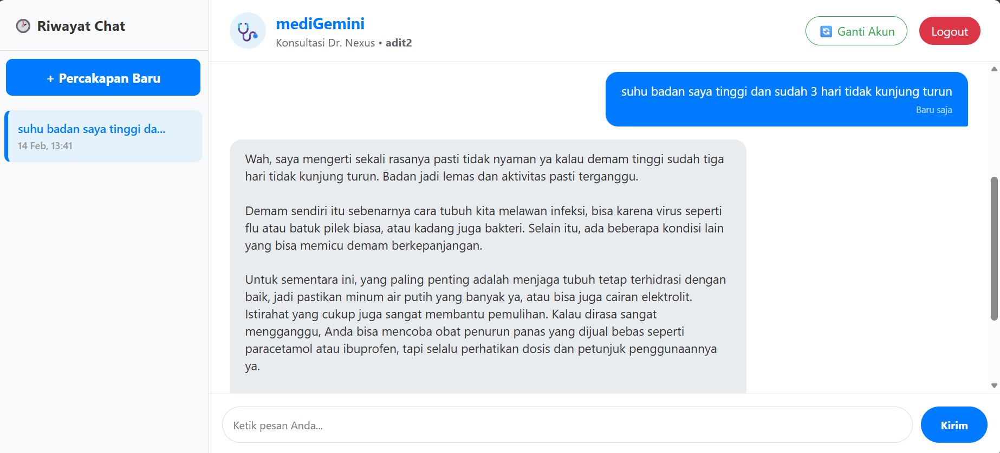 Riwayat Chat
+ Percakapan Baru
suhu badan saya tinggi da...
14 Feb, 13:41
mediGemini
Konsultasi Dr. Nexus • adit2
Ganti Akun
Logout
suhu badan saya tinggi dan sudah 3 hari tidak kunjung turun
Baru saja
Wah, saya mengerti sekali rasanya pasti tidak nyaman ya kalau demam tinggi sudah tiga
hari tidak kunjung turun. Badan jadi lemas dan aktivitas pasti terganggu.
Demam sendiri itu sebenarnya cara tubuh kita melawan infeksi, bisa karena virus seperti
flu atau batuk pilek biasa, atau kadang juga bakteri. Selain itu, ada beberapa kondisi lain
yang bisa memicu demam berkepanjangan.
Untuk sementara ini, yang paling penting adalah menjaga tubuh tetap terhidrasi dengan
baik, jadi pastikan minum air putih yang banyak ya, atau bisa juga cairan elektrolit.
Istirahat yang cukup juga sangat membantu pemulihan. Kalau dirasa sangat
mengganggu, Anda bisa mencoba obat penurun panas yang dijual bebas seperti
paracetamol atau ibuprofen, tapi selalu perhatikan dosis dan petunjuk penggunaannya
ya.
Ketik pesan Anda...
Kirim